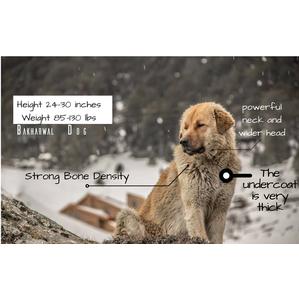 Height 24-30 inches
Weight 85-130 lbs
Bakharwal Dog
powerful
neck and
wider head
Strong Bone Density
The
undercoat
is very
thick